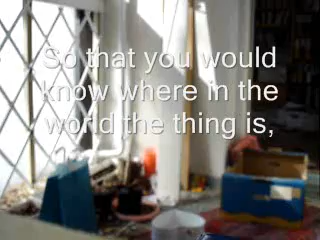 So that you would
know where in the
world the thing is,